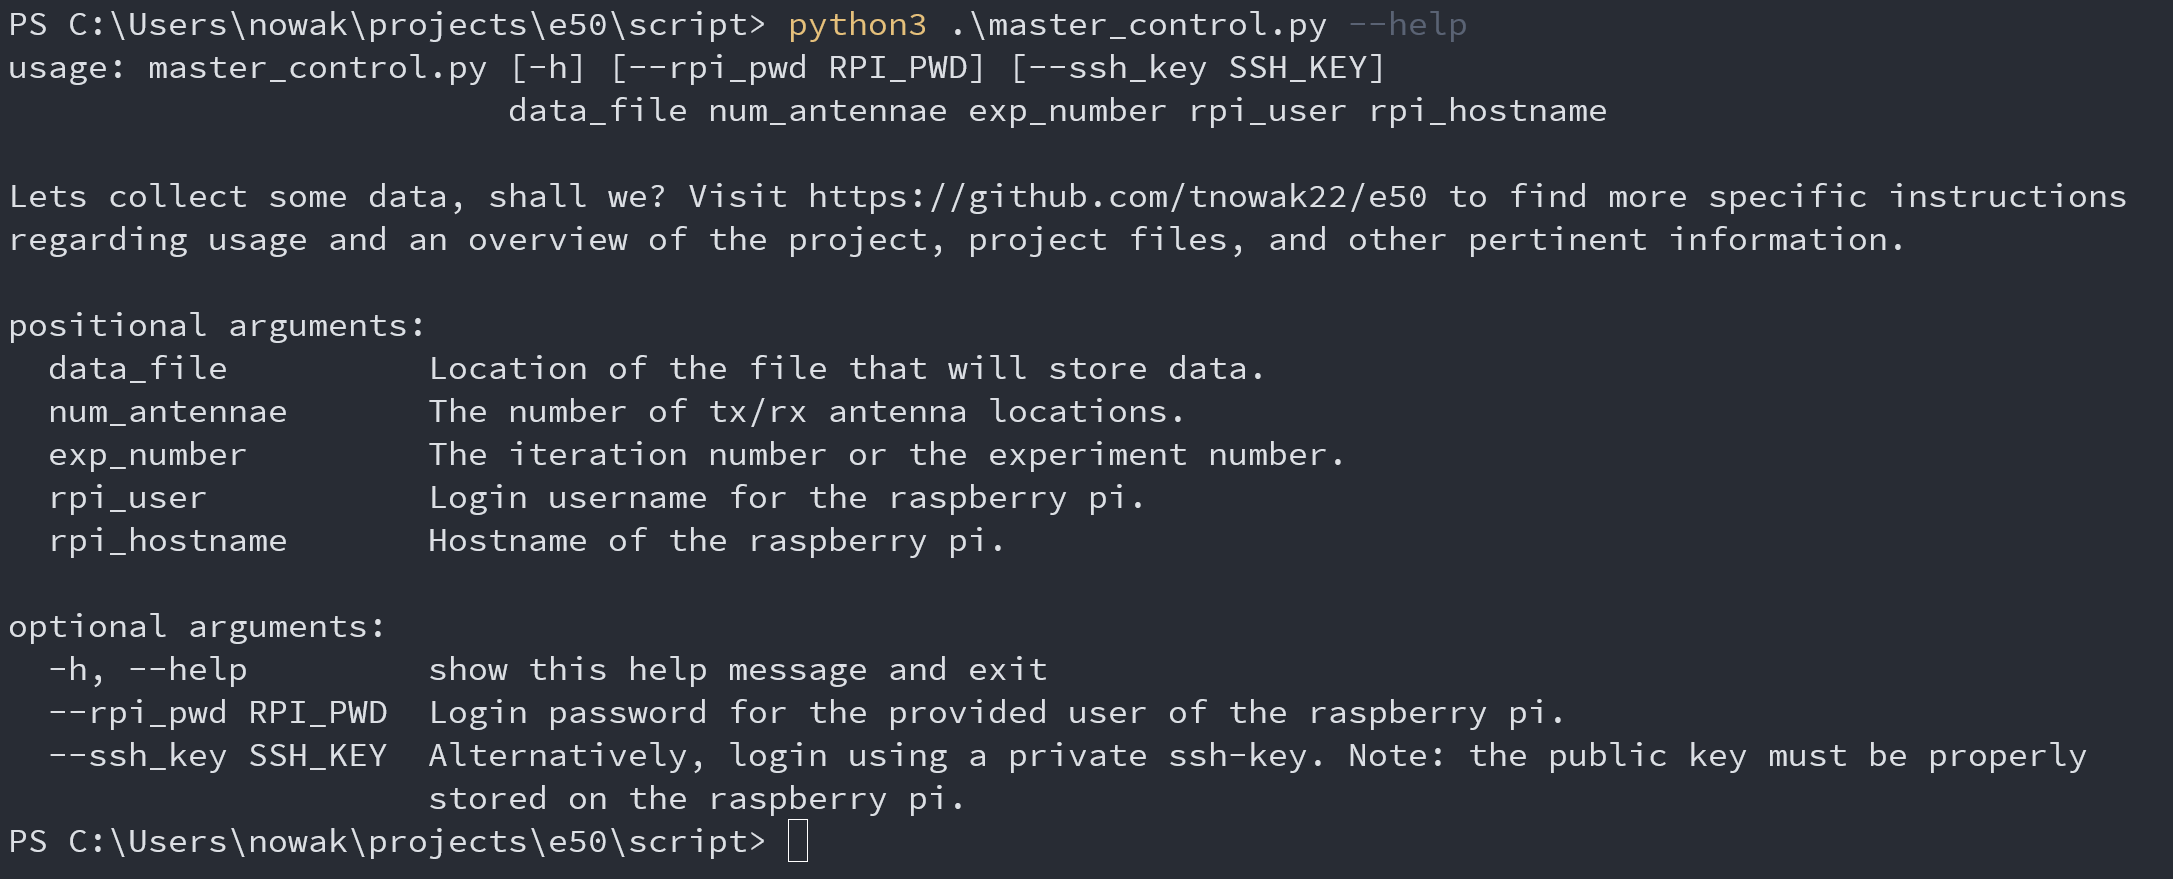 PS C:\Users\nowak\projects\e50\script> python3 .\master_control.py --help
usage: master_control.py [-h] [--rpi_pwd RPI_PWD] [--ssh_key SSH_KEY]
                         data_file num_antennae exp_number rpi_user rpi_hostname

Lets collect some data, shall we? Visit https://github.com/tnowak22/e50 to find more specific instructions
regarding usage and an overview of the project, project files, and other pertinent information.

positional arguments:
  data_file          Location of the file that will store data.
  num_antennae       The number of tx/rx antenna locations.
  exp_number         The iteration number or the experiment number.
  rpi_user           Login username for the raspberry pi.
  rpi_hostname       Hostname of the raspberry pi.

optional arguments:
  -h, --help         show this help message and exit
  --rpi_pwd RPI_PWD  Login password for the provided user of the raspberry pi.
  --ssh_key SSH_KEY  Alternatively, login using a private ssh-key. Note: the public key must be properly
                     stored on the raspberry pi.
PS C:\Users\nowak\projects\e50\script>